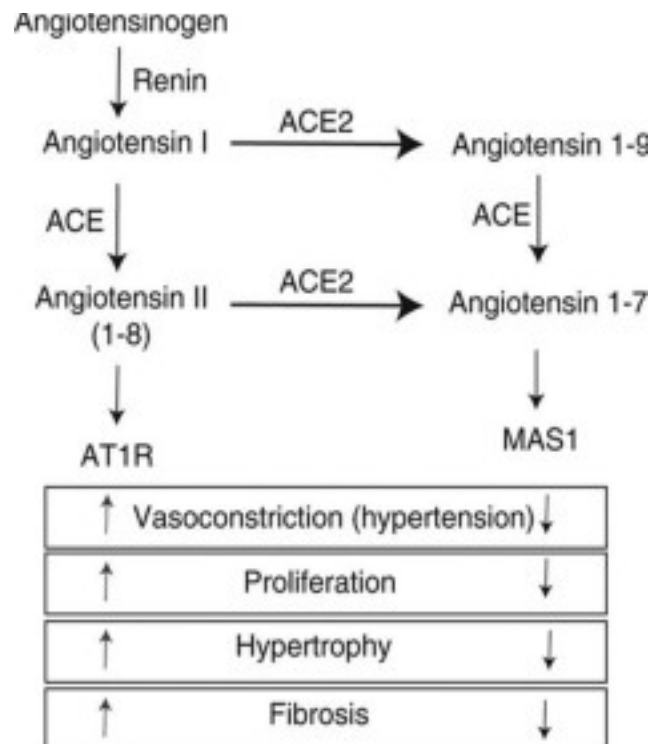 Angiotensinogen
Renin
ACE2
Angiotensin I
Angiotensin 1-9
ACE
ACE
ACE2
Angiotensin II
(1-8)
Angiotensin 1-7
AT1R
MAS1
Vasoconstriction (hypertension)
Proliferation
Hypertrophy
Fibrosis